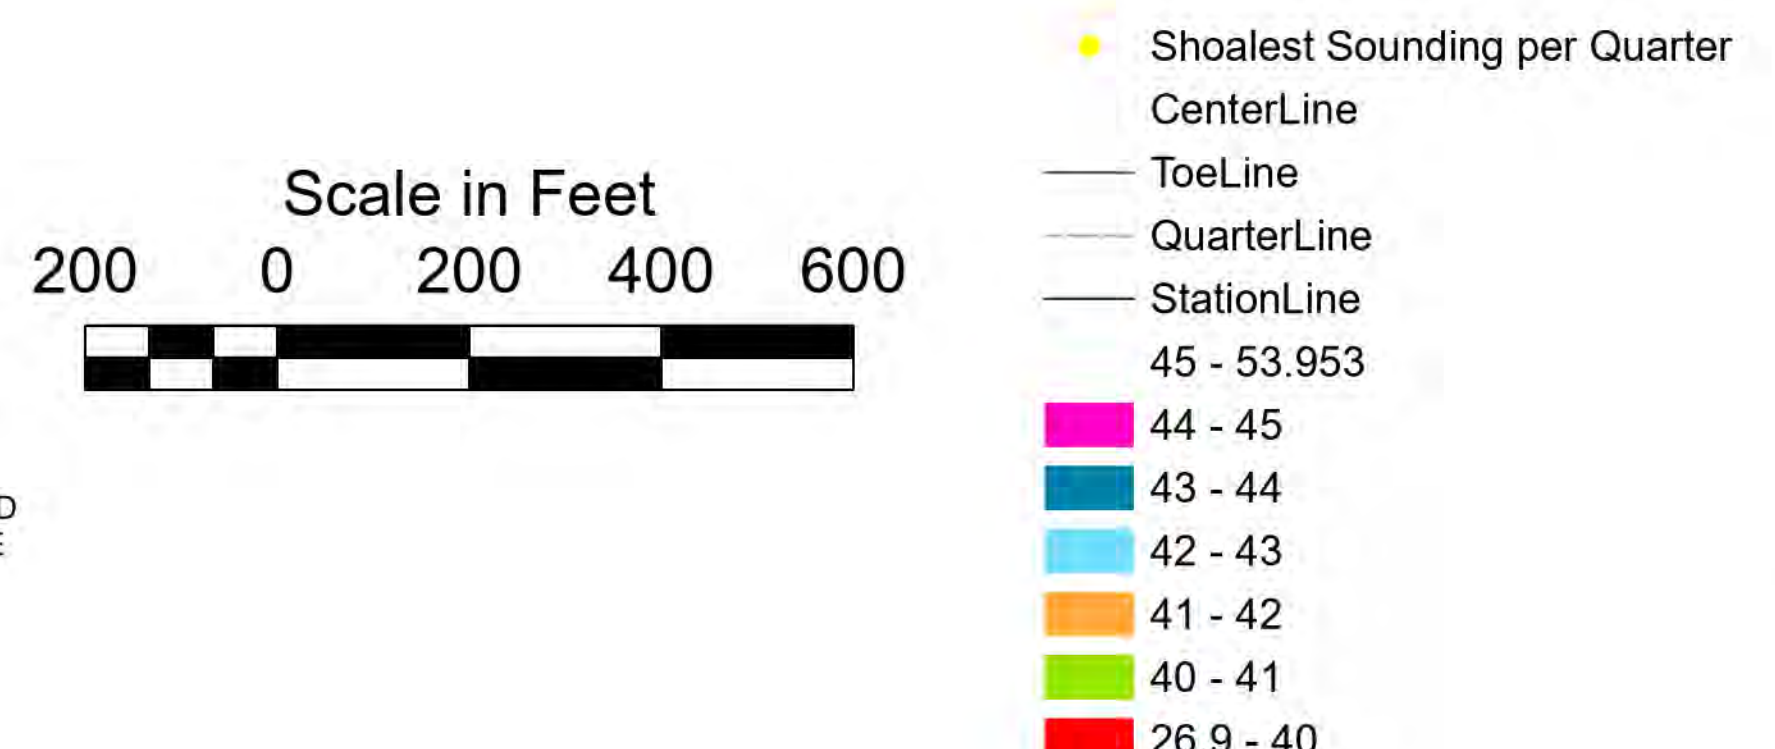 Scale in Feet
200 0 200 400 600
D
E
Shoalest Sounding per Quarter
CenterLine
ToeLine
QuarterLine
StationLine
45 - 53.953
44 - 45
43 - 44
42 - 43
41 - 42
40 - 41
26.9 - 40